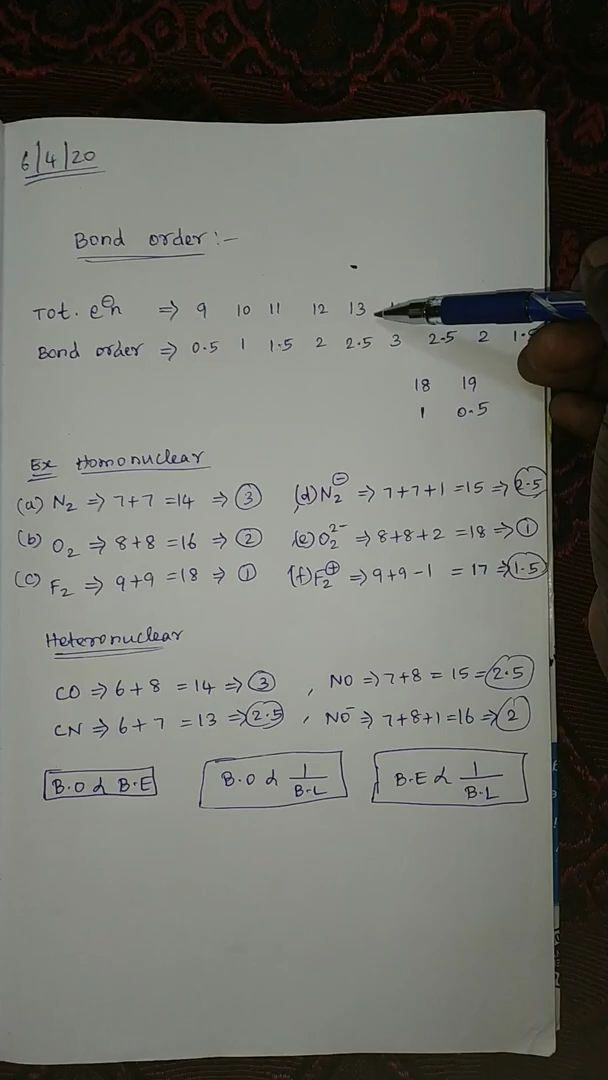 6/4/20
Bond order:-
Tot. e⊖n ⇒ 9 10 11 12 13
Bond order ⇒ 0.5 1 1.5 2 2.5 3 2.5 2 1.5
18 19
1 0.5
Ex Homonuclear
(a) N₂ ⇒ 7+7 =14 ⇒ ③ (d) N₂⊖ ⇒ 7+7+1 =15 ⇒ 2.5
(b) O₂ ⇒ 8+8 =16 ⇒ ② (e) O₂²⁻ ⇒ 8+8+2 =18 ⇒ ①
(c) F₂ ⇒ 9+9 =18 ⇒ ① (f) F₂⊕ ⇒ 9+9-1 = 17 ⇒ 1.5
Heteronuclear
CO ⇒ 6+8 =14 ⇒ ③ , NO ⇒ 7+8 = 15 = 2.5
CN ⇒ 6+7 =13 ⇒ 2.5 , NO⁻ ⇒ 7+8+1 =16 ⇒ ②
B.O ∝ B.E B.O ∝ 1/B.L B.E ∝ 1/B.L